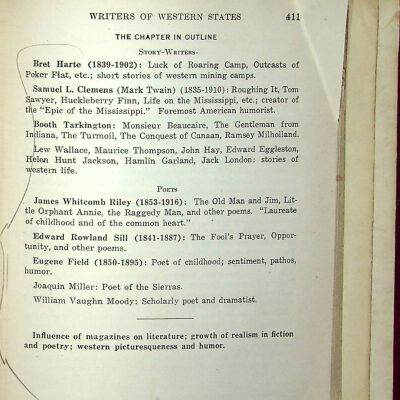 WRITERS OF WESTERN STATES 411
THE CHAPTER IN OUTLINE
STORY-WRITERS·
Bret Harte (1839-1902): Luck of Roaring Camp, Outcasts of
Poker Flat, etc.; short stories of western mining camps.
Samuel L. Clemens (Mark Twain) (1835-1910): Roughing It, Tom
Sawyer, Huckleberry Finn, Life on the Mississippi, etc.; creator of
the "Epic of the Mississippi." Foremost American humorist.
Booth Tarkington: Monsieur Beaucaire, The Gentleman from
Indiana, The Turmoil, The Conquest of Canaan, Ramsey Milholland.
Lew Wallace, Maurice Thompson, John Hay, Edward Eggleston,
Helen Hunt Jackson, Hamlin Garland, Jack London: stories of
western life.
POETS
James Whitcomb Riley (1853-1916): The Old Man and Jim, Lit-
tle Orphant Annie, the Raggedy Man, and other poems. "Laureate
of childhood and of the common heart."
Edward Rowland Sill (1841-1887): The Fool's Prayer, Oppor-
tunity, and other poems.
Eugene Field (1850-1895): Poet of childhood; sentiment, pathos,
humor.
Joaquin Miller: Poet of the Sierras.
William Vaughn Moody: Scholarly poet and dramatist.
Influence of magazines on literature; growth of realism in fiction
and poetry; western picturesqueness and humor.